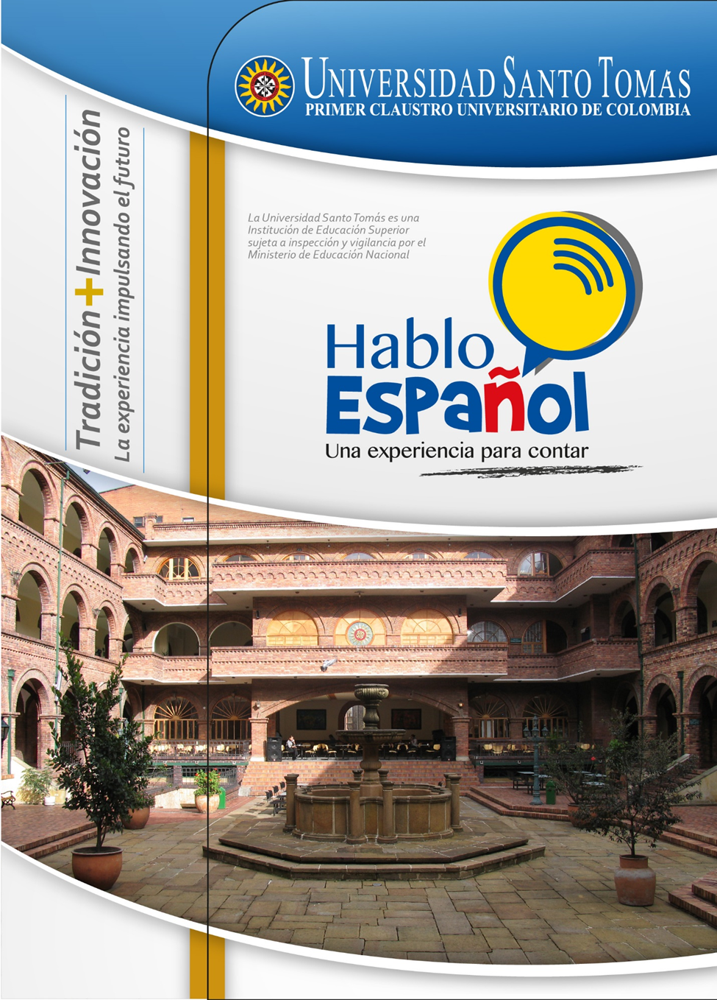 UNIVERSIDAD SANTO TOMÁS
PRIMER CLAUSTRO UNIVERSITARIO DE COLOMBIA
Tradición+Innovación
La experiencia impulsando el futuro
La Universidad Santo Tomás es una
Institución de Educación Superior
sujeta a inspección y vigilancia por el
Ministerio de Educación Nacional
Hablo
Español
Una experiencia para contar